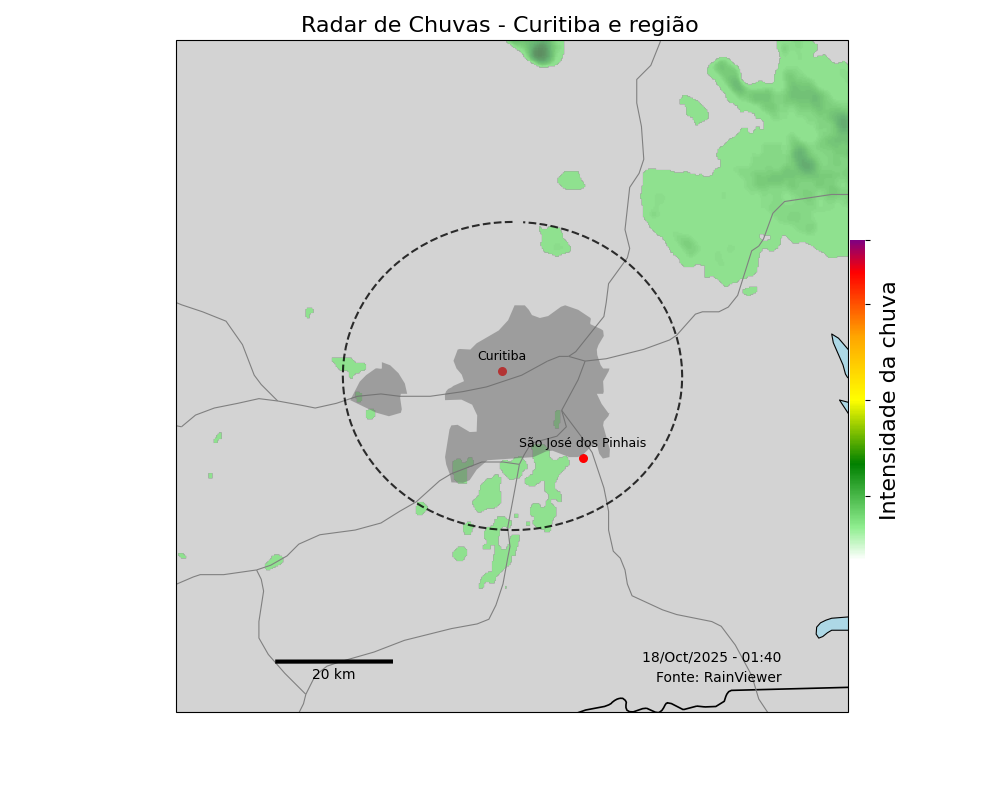 Radar de Chuvas - Curitiba e região
Curitiba
São José dos Pinhais
Intensidade da chuva
18/Oct/2025 - 01:40
Fonte: RainViewer
20 km